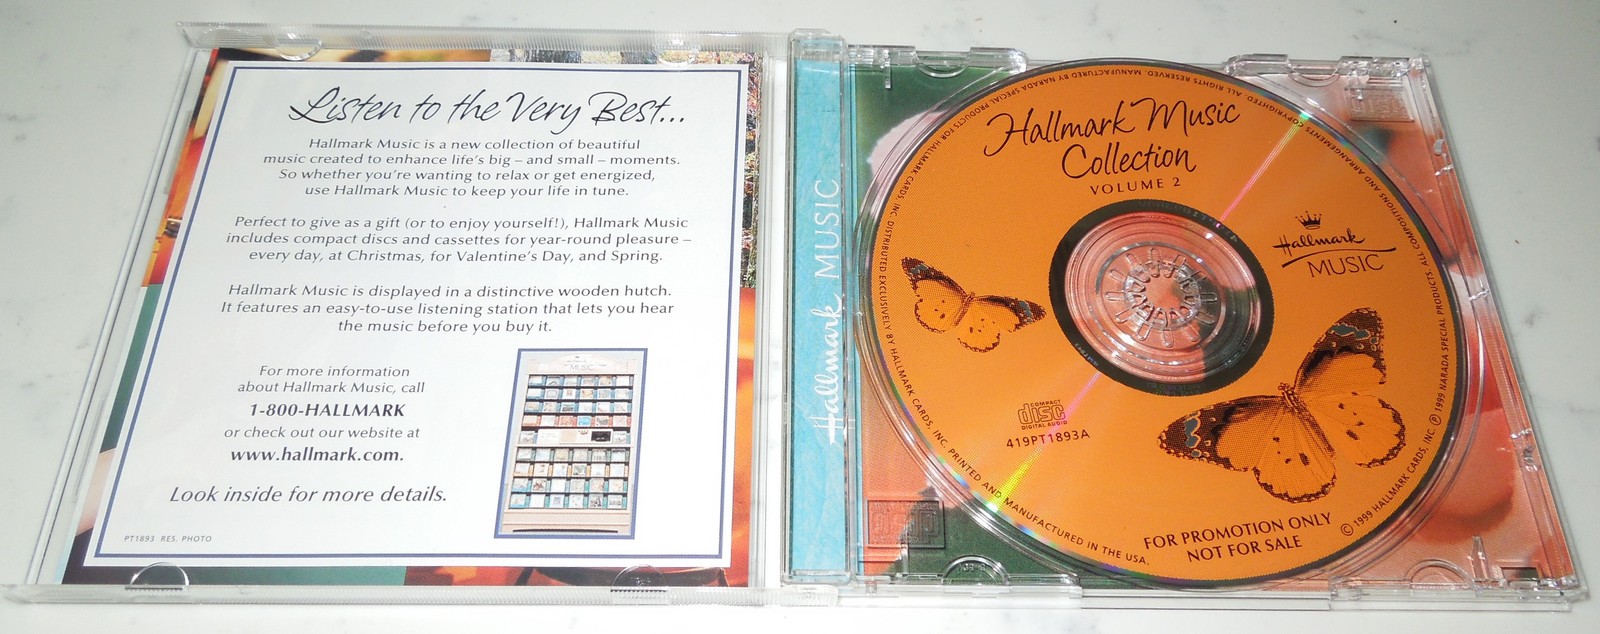 Listen to the Very Best...
Hallmark Music is a new collection of beautiful
music created to enhance life's big – and small – moments.
So whether you're wanting to relax or get energized,
use Hallmark Music to keep your life in tune.
Perfect to give as a gift (or to enjoy yourself!), Hallmark Music
includes compact discs and cassettes for year-round pleasure –
every day, at Christmas, for Valentine's Day, and Spring.
Hallmark Music is displayed in a distinctive wooden hutch.
It features an easy-to-use listening station that lets you hear
the music before you buy it.
For more information
about Hallmark Music, call
1-800-HALLMARK
or check out our website at
www.hallmark.com.
Look inside for more details.
PT1893 RES. PHOTO
MUSIC
Hallmark MUSIC
Hallmark Music
Collection
VOLUME 2
Hallmark
MUSIC
COMPACT
disc
DIGITAL AUDIO
419PT1893A
FOR PROMOTION ONLY
NOT FOR SALE
© 1999 HALLMARK CARDS, INC. ℗ 1999 NARADA SPECIAL PRODUCTS. ALL COMPOSITIONS AND ARRANGEMENTS COPYRIGHTED. ALL RIGHTS RESERVED. MANUFACTURED BY NARADA SPECIAL PRODUCTS FOR HALLMARK CARDS, INC. DISTRIBUTED EXCLUSIVELY BY HALLMARK CARDS, INC. PRINTED AND MANUFACTURED IN THE USA.